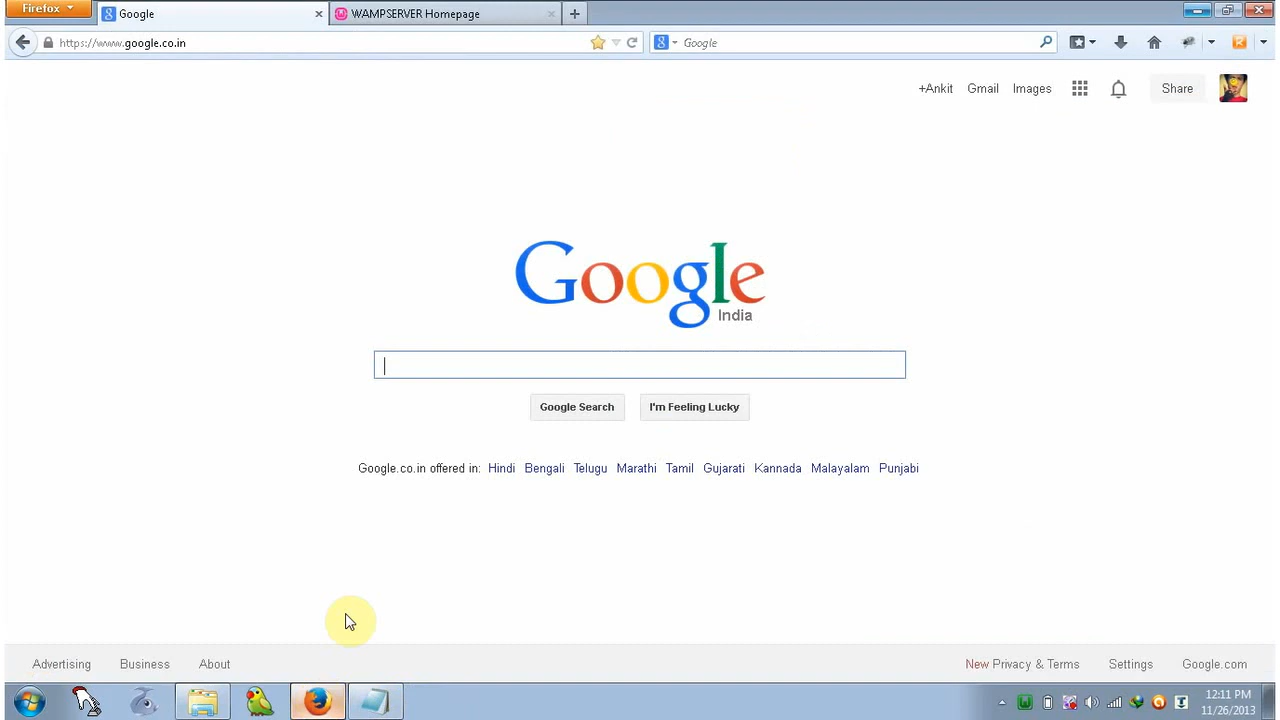 Firefox
Google
WAMPSERVER Homepage
https://www.google.co.in
Google
+Ankit Gmail Images Share
Google
India
Google Search I'm Feeling Lucky
Google.co.in offered in: Hindi Bengali Telugu Marathi Tamil Gujarati Kannada Malayalam Punjabi
Advertising Business About New Privacy & Terms Settings Google.com
12:11 PM
11/26/2013